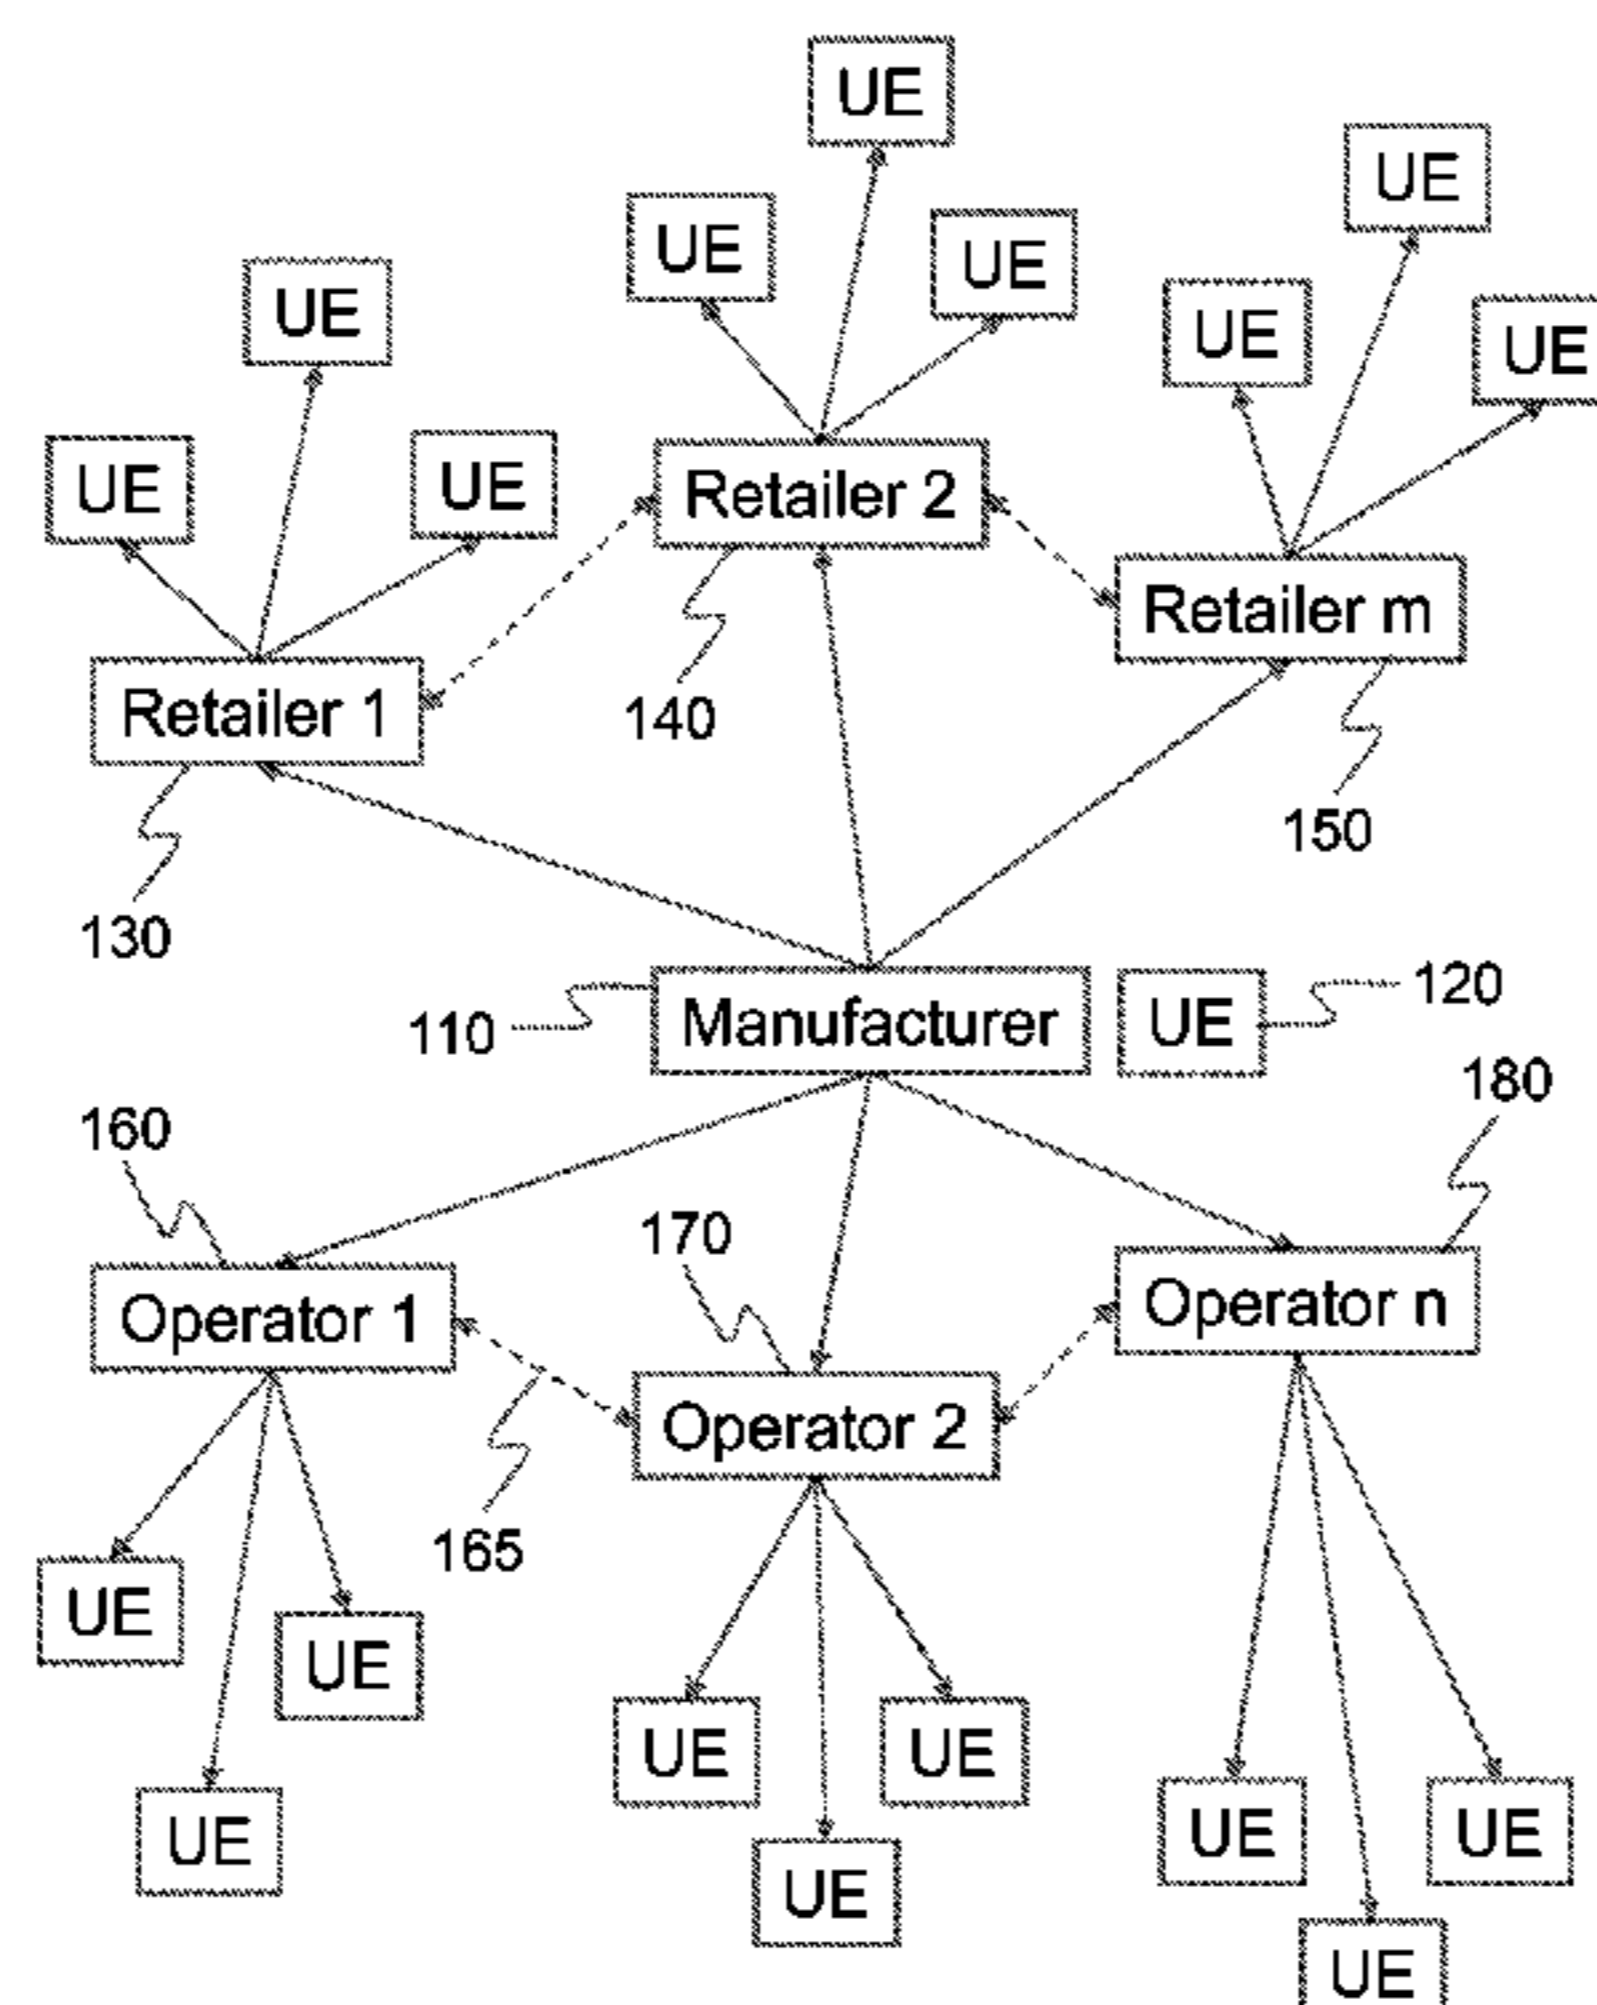 UE
UE
UE
UE
UE
UE
UE
UE
UE
Retailer 2
Retailer m
Retailer 1
140
150
130
Manufacturer
UE
120
110
180
160
170
Operator n
Operator 1
Operator 2
165
UE
UE
UE
UE
UE
UE
UE
UE
UE